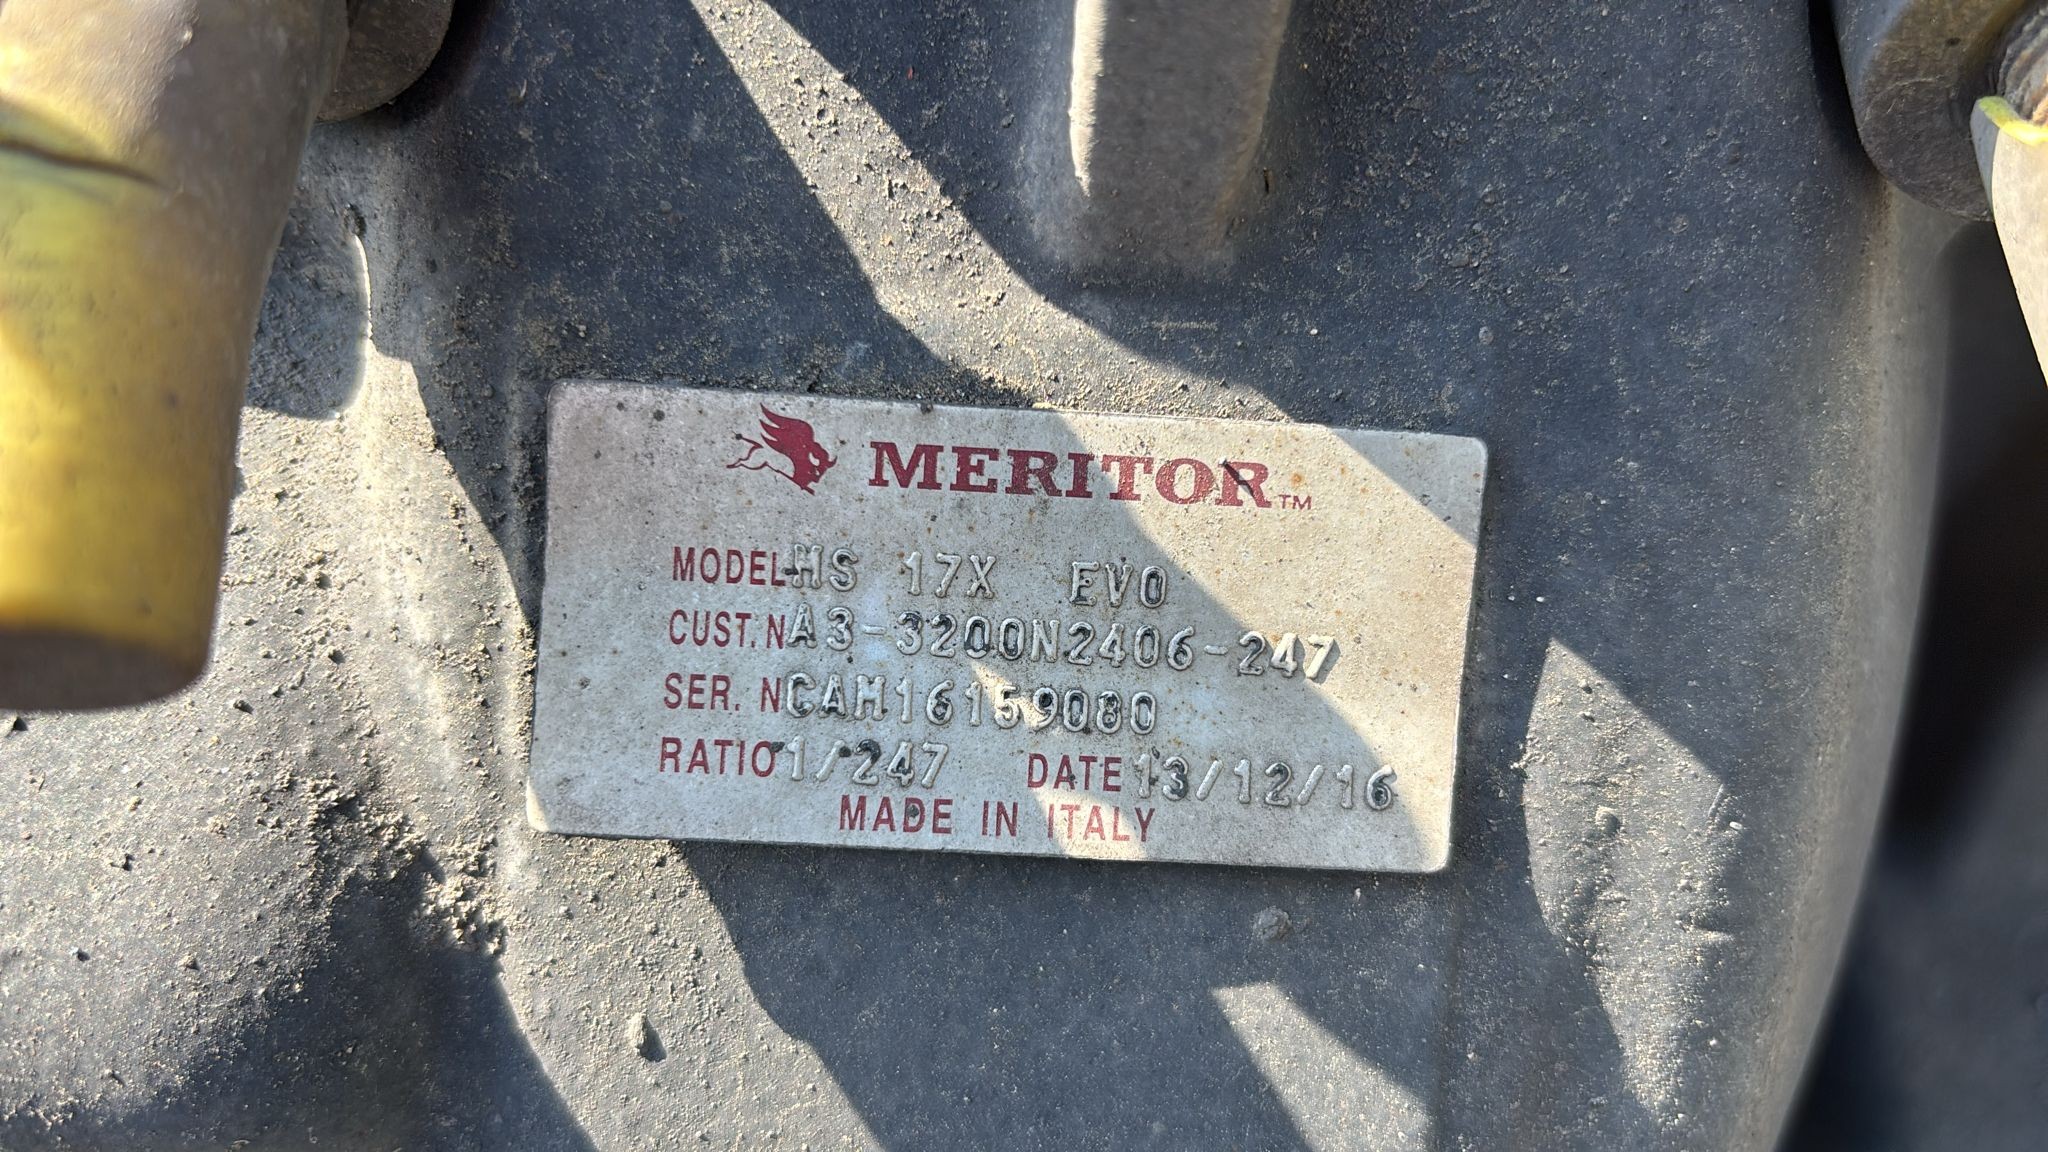 MERITOR™
MODEL MS 17X EVO
CUST. N A3-3200N2406-247
SER. N CAM16159080
RATIO 1/247 DATE 13/12/16
MADE IN ITALY